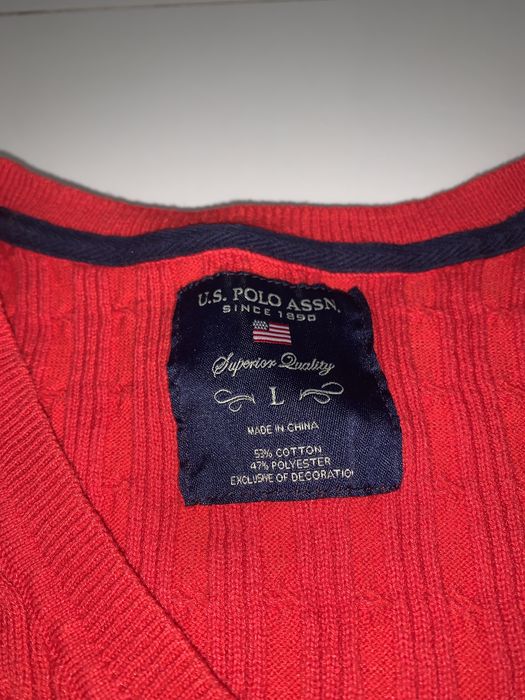 U.S. POLO ASSN.
SINCE 1890
Superior Quality
L
MADE IN CHINA
53% COTTON
47% POLYESTER
EXCLUSIVE OF DECORATION